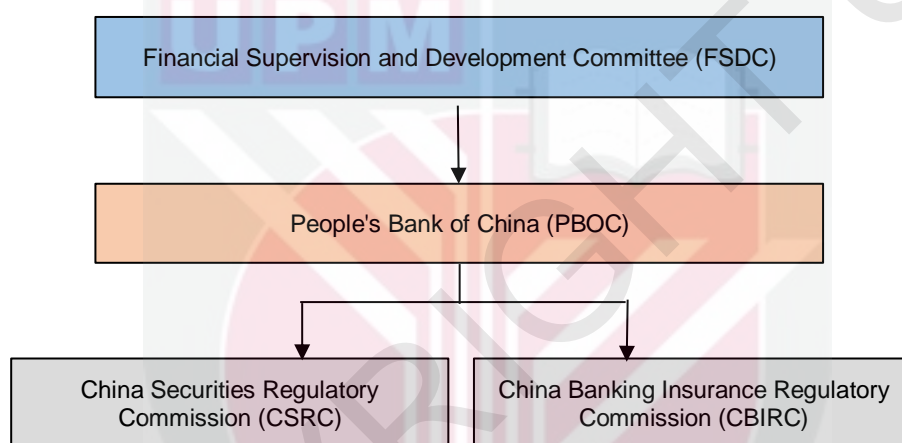 UPM
Financial Supervision and Development Committee (FSDC)
People's Bank of China (PBOC)
China Securities Regulatory
Commission (CSRC)
China Banking Insurance Regulatory
Commission (CBIRC)